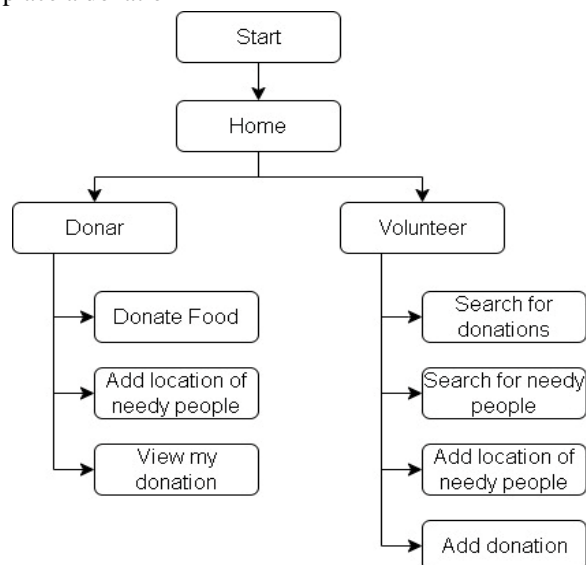 Start
Home
Donar
Volunteer
Donate Food
Add location of
needy people
View my
donation
Search for
donations
Search for needy
people
Add location of
needy people
Add donation